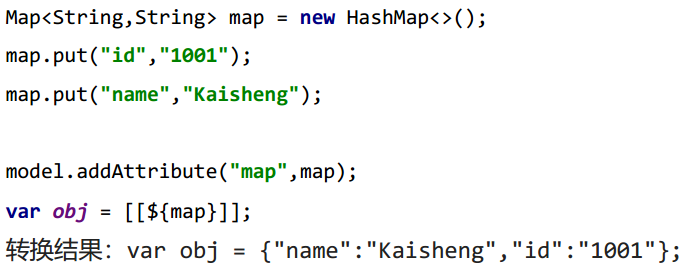 Map<String,String> map = new HashMap<>();
map.put("id","1001");
map.put("name","Kaisheng");
model.addAttribute("map",map);
var obj = [[${map}]];
转换结果：var obj = {"name":"Kaisheng","id":"1001"};